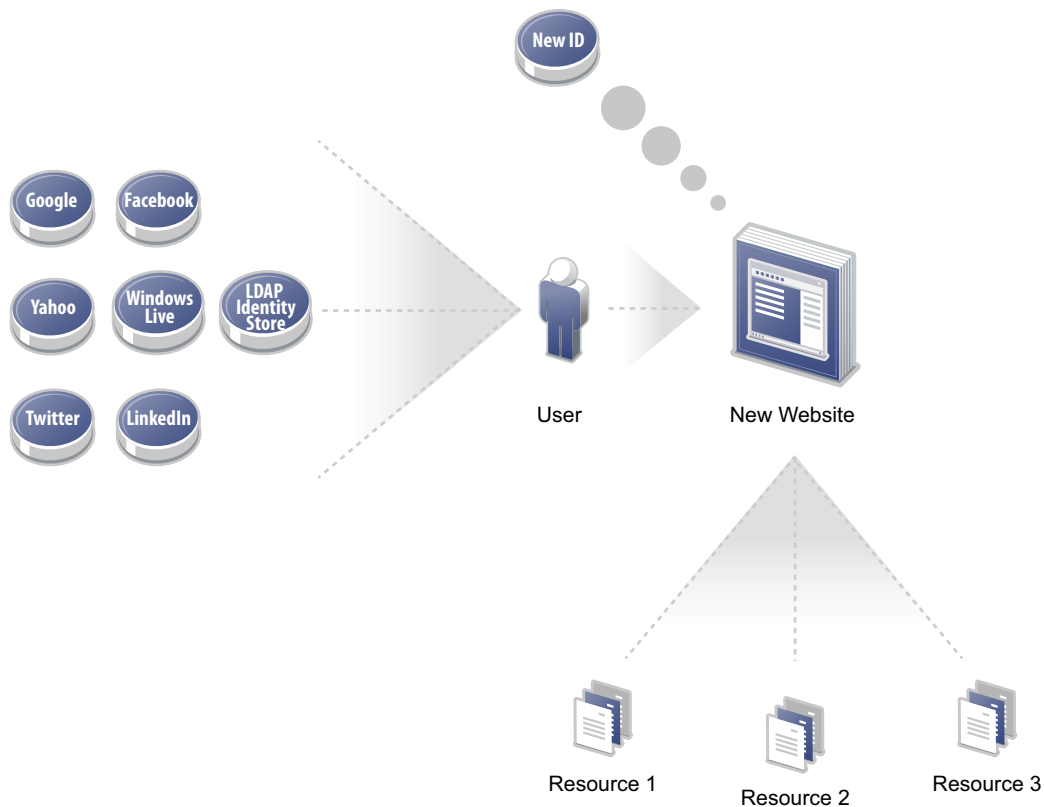 New ID
Google
Facebook
Yahoo
Windows
Live
LDAP
Identity
Store
Twitter
LinkedIn
User
New Website
Resource 1
Resource 2
Resource 3